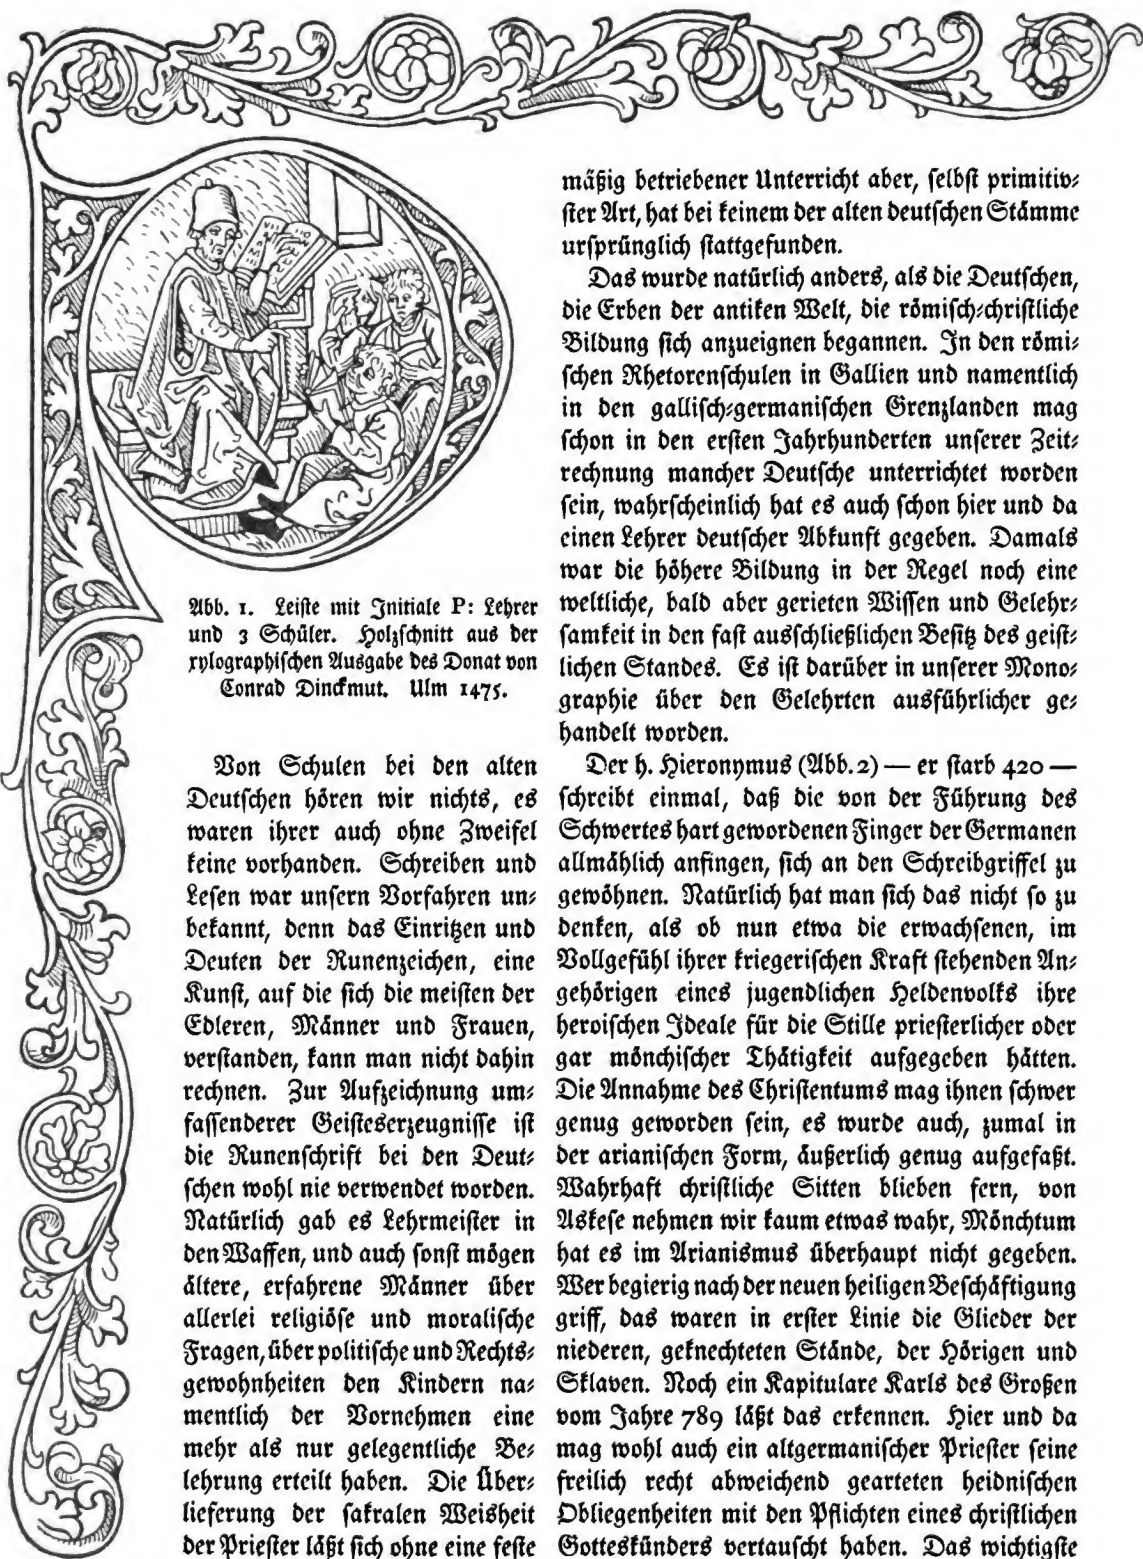 Abb. 1. Leiste mit Initiale P: Lehrer
und 3 Schüler. Holzschnitt aus der
xylographischen Ausgabe des Donat von
Conrad Dinckmut. Ulm 1475.
Von Schulen bei den alten
Deutschen hören wir nichts, es
waren ihrer auch ohne Zweifel
keine vorhanden. Schreiben und
Lesen war unsern Vorfahren un-
bekannt, denn das Einritzen und
Deuten der Runenzeichen, eine
Kunst, auf die sich die meisten der
Edleren, Männer und Frauen,
verstanden, kann man nicht dahin
rechnen. Zur Aufzeichnung um-
fassenderer Geisteserzeugnisse ist
die Runenschrift bei den Deut-
schen wohl nie verwendet worden.
Natürlich gab es Lehrmeister in
den Waffen, und auch sonst mögen
ältere, erfahrene Männer über
allerlei religiöse und moralische
Fragen, über politische und Rechts-
gewohnheiten den Kindern na-
mentlich der Vornehmen eine
mehr als nur gelegentliche Be-
lehrung erteilt haben. Die Über-
lieferung der sakralen Weisheit
der Priester läßt sich ohne eine feste
mäßig betriebener Unterricht aber, selbst primitiv-
ster Art, hat bei keinem der alten deutschen Stämme
ursprünglich stattgefunden.
Das wurde natürlich anders, als die Deutschen,
die Erben der antiken Welt, die römisch-christliche
Bildung sich anzueignen begannen. In den römi-
schen Rhetorenschulen in Gallien und namentlich
in den gallisch-germanischen Grenzlanden mag
schon in den ersten Jahrhunderten unserer Zeit-
rechnung mancher Deutsche unterrichtet worden
sein, wahrscheinlich hat es auch schon hier und da
einen Lehrer deutscher Abkunft gegeben. Damals
war die höhere Bildung in der Regel noch eine
weltliche, bald aber gerieten Wissen und Gelehr-
samkeit in den fast ausschließlichen Besitz des geist-
lichen Standes. Es ist darüber in unserer Mono-
graphie über den Gelehrten ausführlicher ge-
handelt worden.
Der h. Hieronymus (Abb. 2) — er starb 420 —
schreibt einmal, daß die von der Führung des
Schwertes hart gewordenen Finger der Germanen
allmählich anfingen, sich an den Schreibgriffel zu
gewöhnen. Natürlich hat man sich das nicht so zu
denken, als ob nun etwa die erwachsenen, im
Vollgefühl ihrer kriegerischen Kraft stehenden An-
gehörigen eines jugendlichen Heldenvolks ihre
heroischen Ideale für die Stille priesterlicher oder
gar mönchischer Thätigkeit aufgegeben hätten.
Die Annahme des Christentums mag ihnen schwer
genug geworden sein, es wurde auch, zumal in
der arianischen Form, äußerlich genug aufgefaßt.
Wahrhaft christliche Sitten blieben fern, von
Askese nehmen wir kaum etwas wahr, Mönchtum
hat es im Arianismus überhaupt nicht gegeben.
Wer begierig nach der neuen heiligen Beschäftigung
griff, das waren in erster Linie die Glieder der
niederen, geknechteten Stände, der Hörigen und
Sklaven. Noch ein Kapitulare Karls des Großen
vom Jahre 789 läßt das erkennen. Hier und da
mag wohl auch ein altgermanischer Priester seine
freilich recht abweichend gearteten heidnischen
Obliegenheiten mit den Pflichten eines christlichen
Gotteskünders vertauscht haben. Das wichtigste